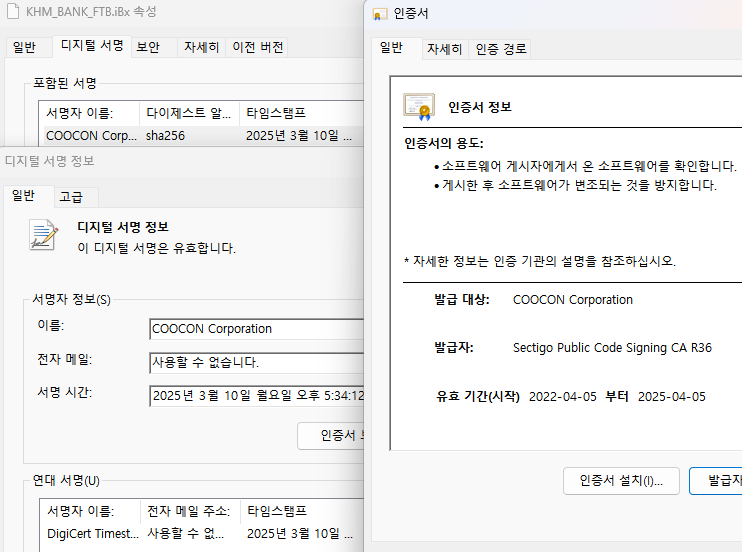 KHM_BANK_FTB.iBx 속성
일반 디지털 서명 보안 자세히 이전 버전
포함된 서명
서명자 이름: 다이제스트 알... 타임스탬프
COOCON Corp... sha256 2025년 3월 10일 ...
디지털 서명 정보
일반 고급
디지털 서명 정보
이 디지털 서명은 유효합니다.
서명자 정보(S)
이름: COOCON Corporation
전자 메일: 사용할 수 없습니다.
서명 시간: 2025년 3월 10일 월요일 오후 5:34:12
인증서 보
연대 서명(U)
서명자 이름: 전자 메일 주소: 타임스탬프
DigiCert Timest... 사용할 수 없... 2025년 3월 10일 ...
인증서
일반 자세히 인증 경로
인증서 정보
인증서의 용도:
• 소프트웨어 게시자에게서 온 소프트웨어를 확인합니다.
• 게시한 후 소프트웨어가 변조되는 것을 방지합니다.
* 자세한 정보는 인증 기관의 설명을 참조하십시오.
발급 대상: COOCON Corporation
발급자: Sectigo Public Code Signing CA R36
유효 기간(시작) 2022-04-05 부터 2025-04-05
인증서 설치(I)... 발급자